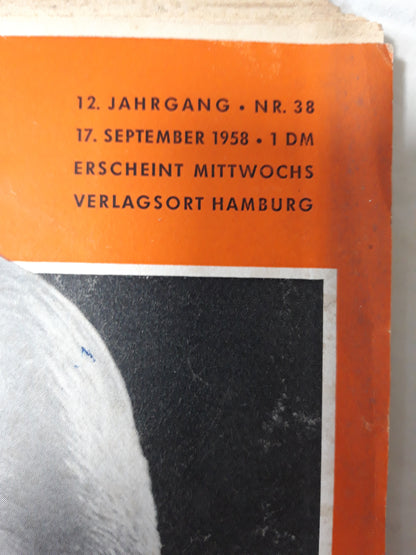 12. JAHRGANG • NR. 38
17. SEPTEMBER 1958 • 1 DM
ERSCHEINT MITTWOCHS
VERLAGSORT HAMBURG